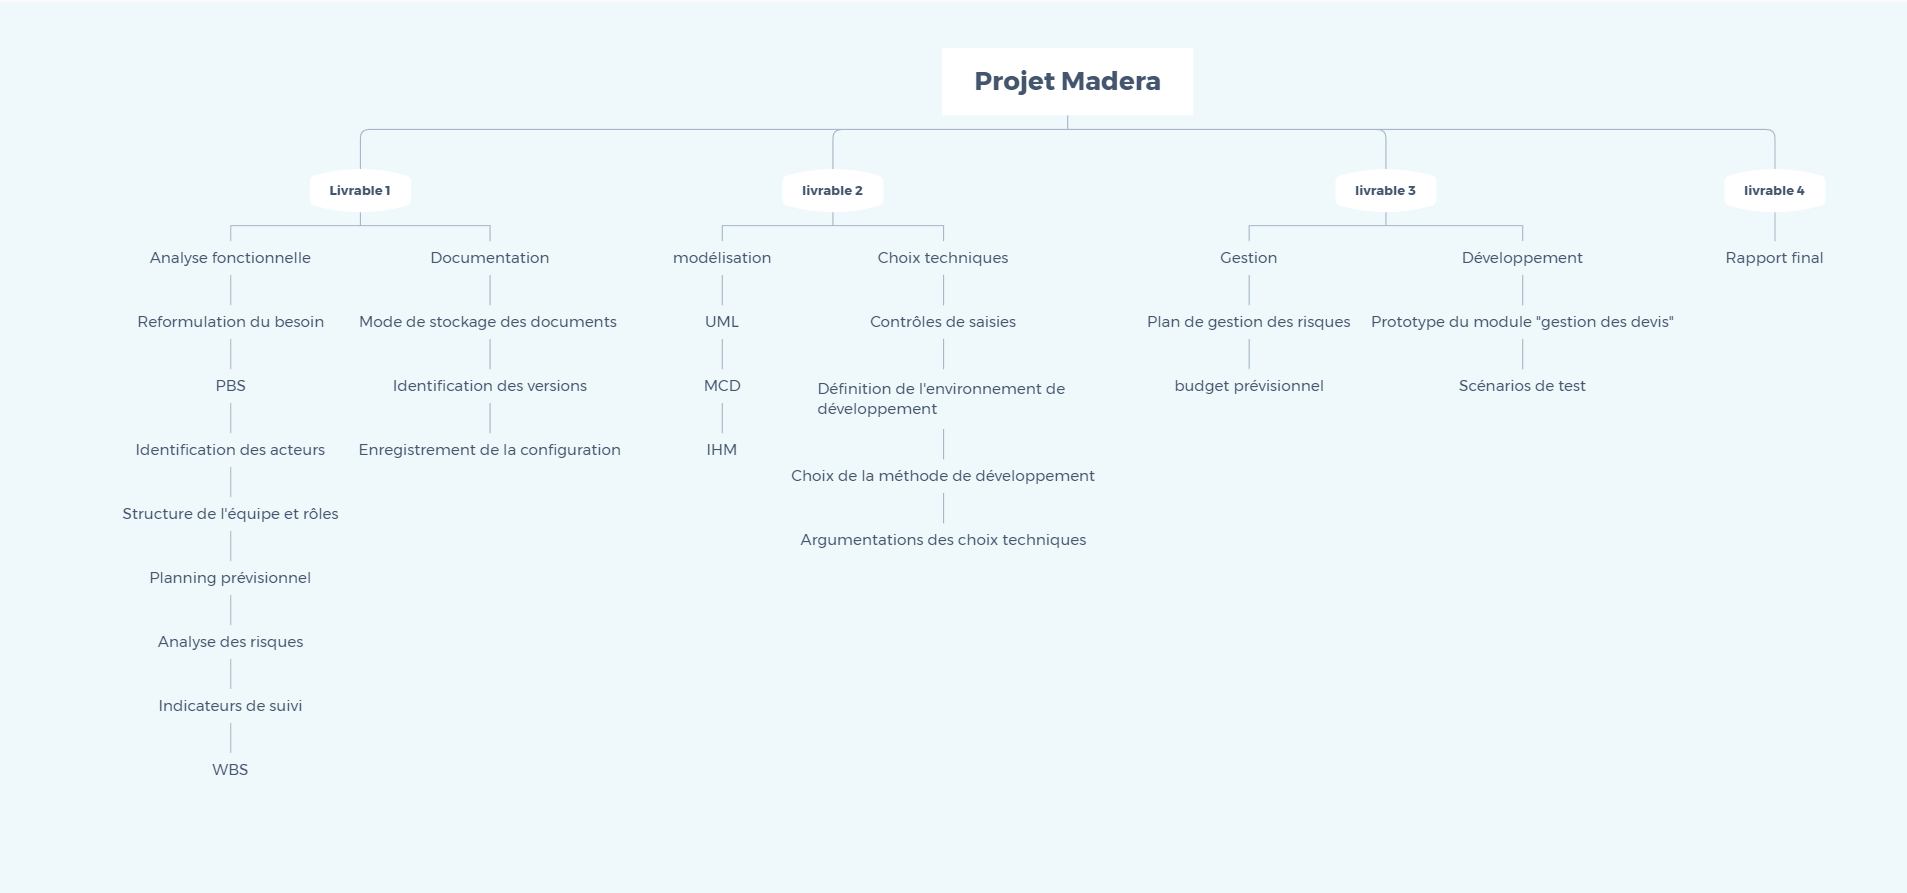 Projet Madera
Livrable 1
livrable 2
livrable 3
livrable 4
Analyse fonctionnelle
Documentation
modélisation
Choix techniques
Gestion
Développement
Rapport final
Reformulation du besoin
Mode de stockage des documents
UML
Contrôles de saisies
Plan de gestion des risques
Prototype du module "gestion des devis"
PBS
Identification des versions
MCD
Définition de l'environnement de
développement
budget prévisionnel
Scénarios de test
Identification des acteurs
Enregistrement de la configuration
IHM
Choix de la méthode de développement
Structure de l'équipe et rôles
Argumentations des choix techniques
Planning prévisionnel
Analyse des risques
Indicateurs de suivi
WBS